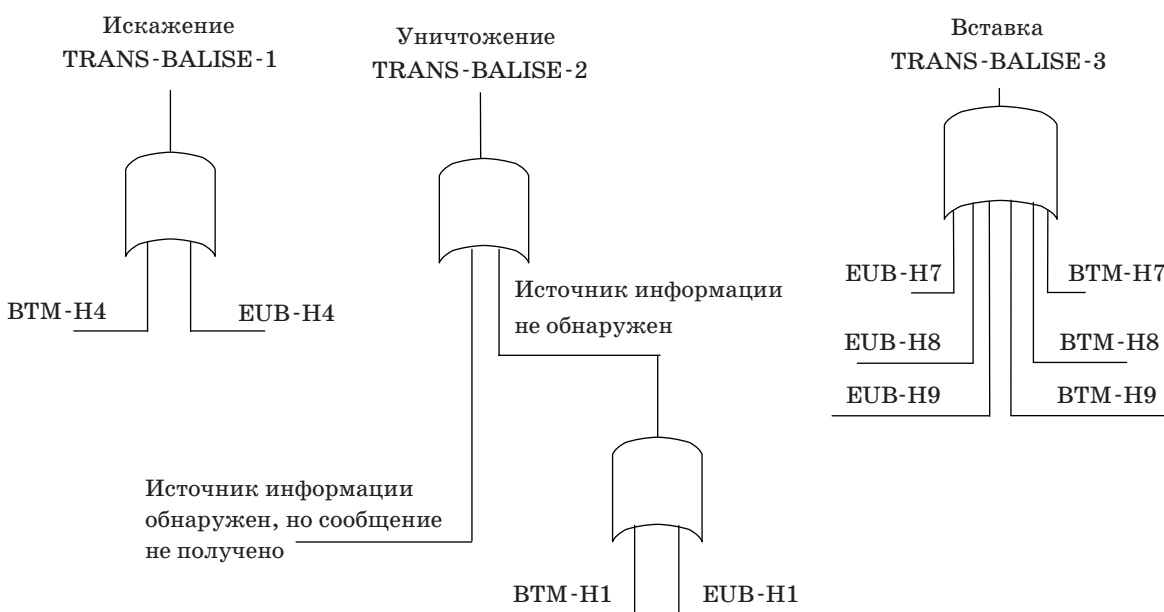 Искажение
TRANS-BALISE-1
Уничтожение
TRANS-BALISE-2
Вставка
TRANS-BALISE-3
BTM-H4
EUB-H4
Источник информации
не обнаружен
Источник информации
обнаружен, но сообщение
не получено
BTM-H1
EUB-H1
EUB-H7
BTM-H7
EUB-H8
BTM-H8
EUB-H9
BTM-H9